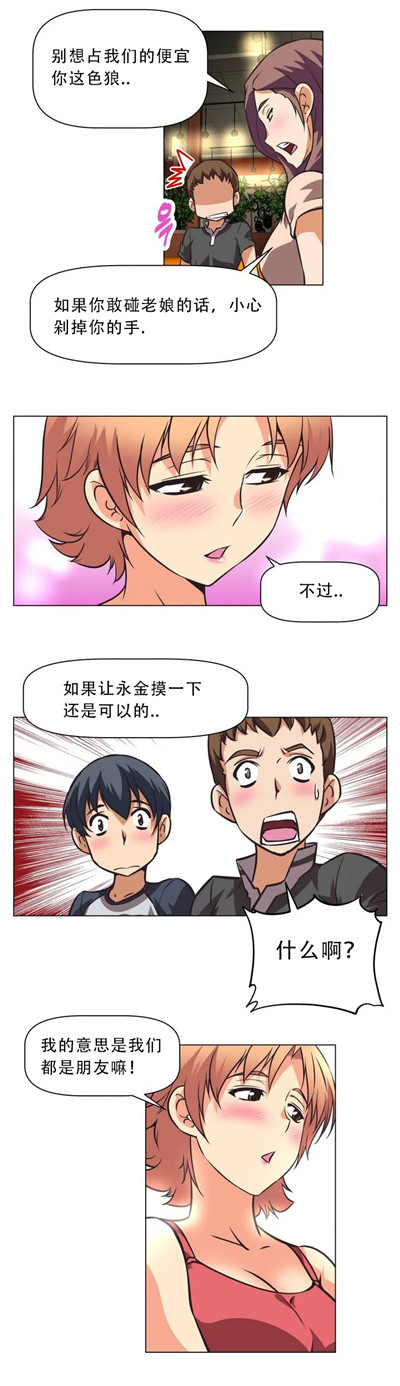 别想占我们的便宜
你这色狼..
如果你敢碰老娘的话，小心
剁掉你的手.
不过..
如果让永金摸一下
还是可以的..
什么啊?
我的意思是我们
都是朋友嘛!